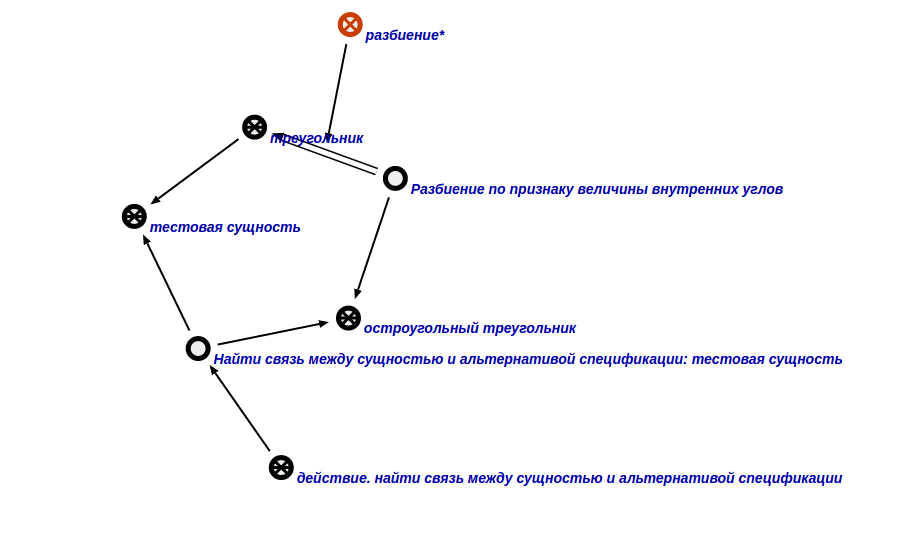 разбиение*
треугольник
Разбиение по признаку величины внутренних углов
тестовая сущность
остроугольный треугольник
Найти связь между сущностью и альтернативой спецификации: тестовая сущность
действие. найти связь между сущностью и альтернативой спецификации